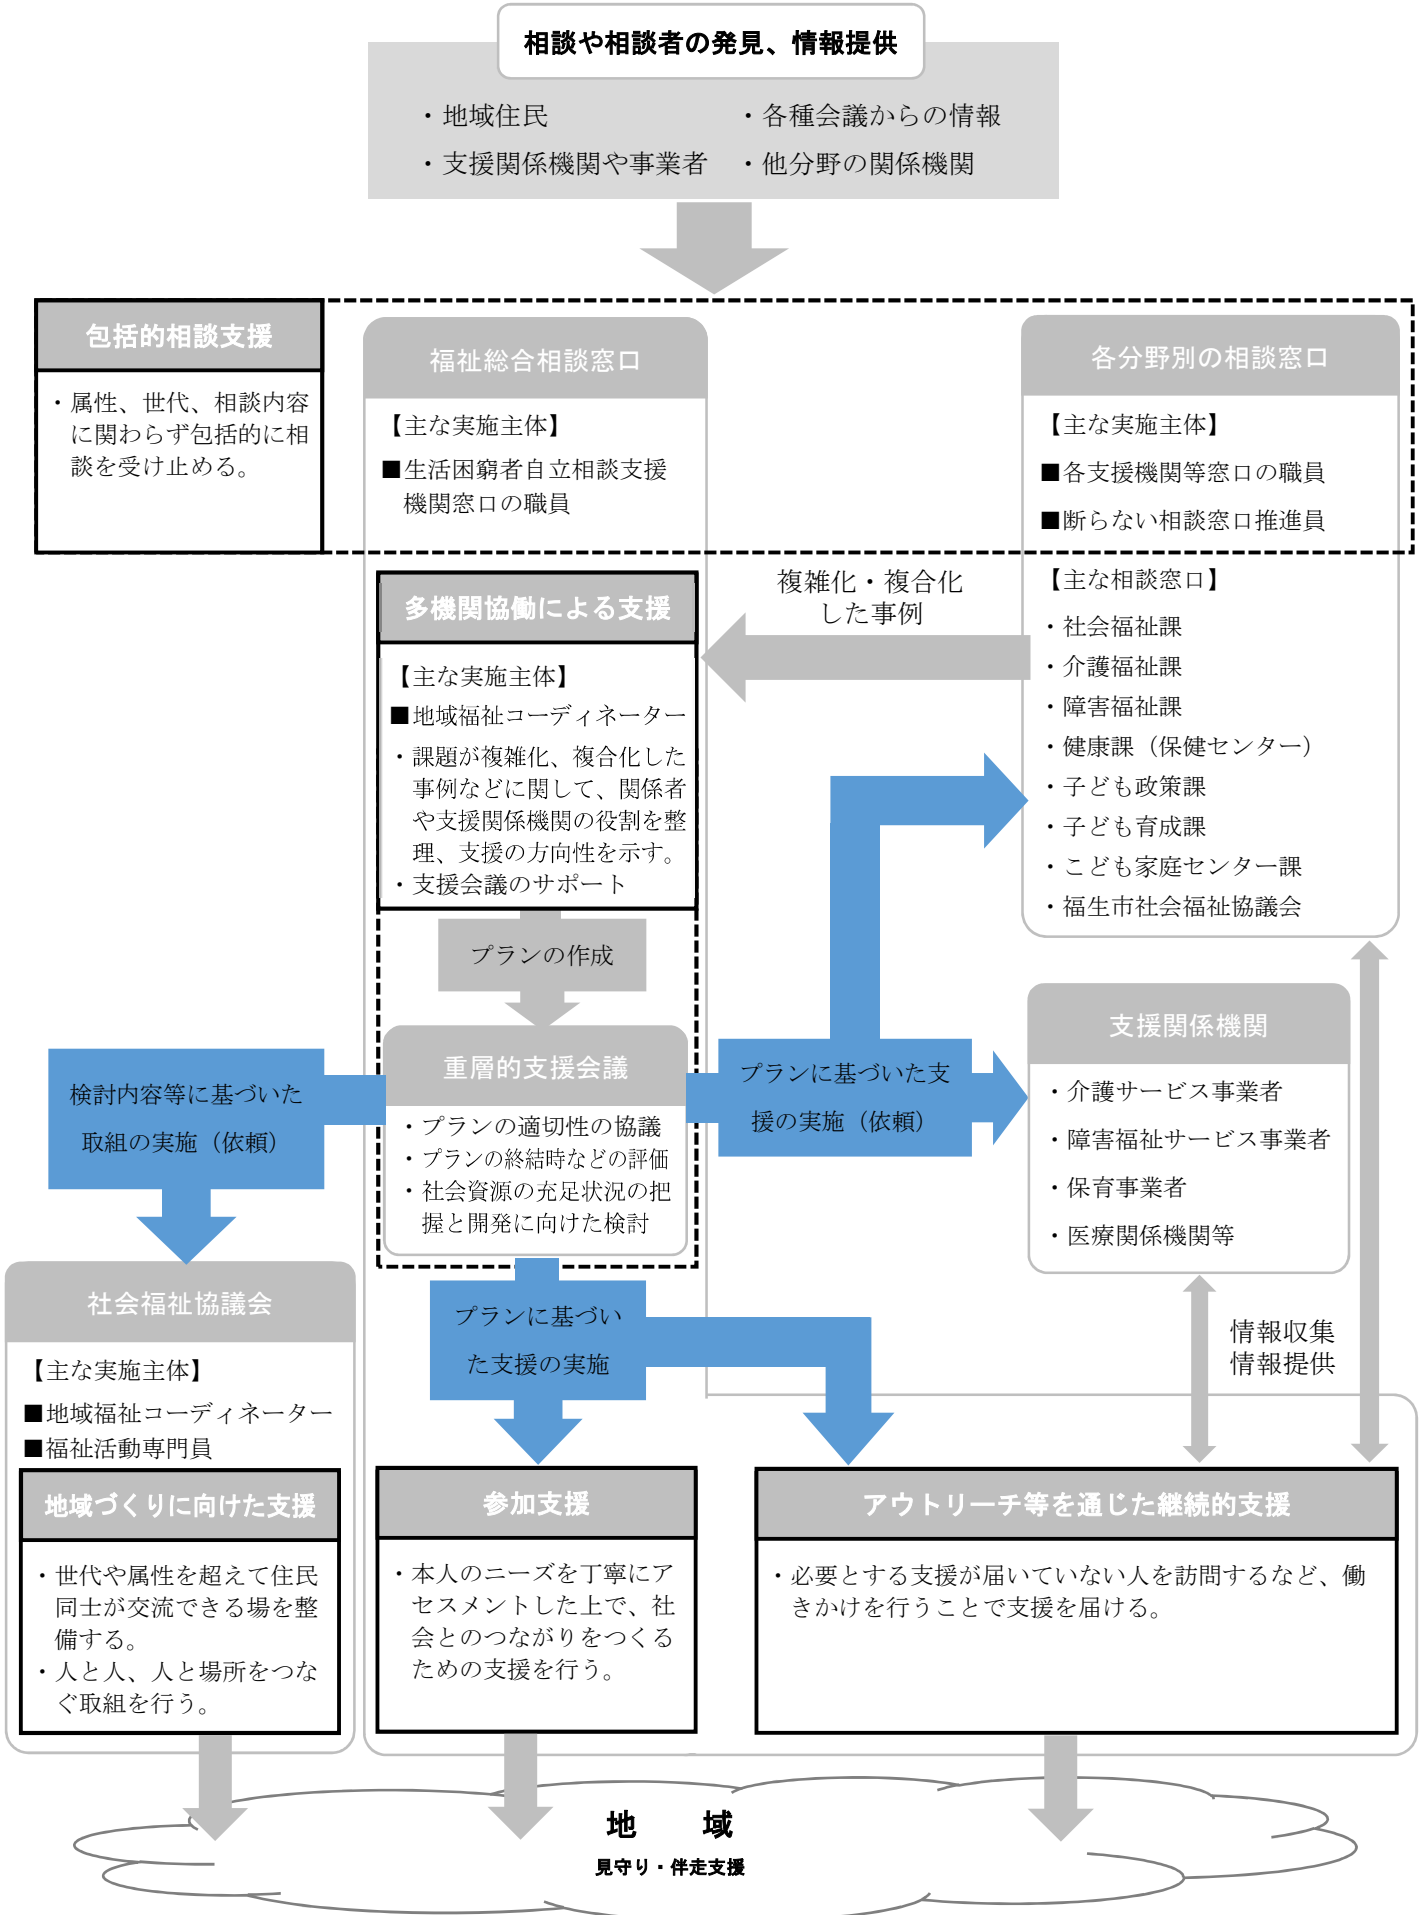 相談や相談者の発見、情報提供
・地域住民
・各種会議からの情報
・支援関係機関や事業者
・他分野の関係機関
包括的相談支援
・属性、世代、相談内容
に関わらず包括的に相
談を受け止める。
福祉総合相談窓口
【主な実施主体】
■生活困窮者自立相談支援
機関窓口の職員
各分野別の相談窓口
【主な実施主体】
■各支援機関等窓口の職員
■断らない相談窓口推進員
【主な相談窓口】
・社会福祉課
・介護福祉課
・障害福祉課
・健康課（保健センター）
・子ども政策課
・子ども育成課
・こども家庭センター課
・福生市社会福祉協議会
複雑化・複合化
した事例
多機関協働による支援
【主な実施主体】
■地域福祉コーディネーター
・課題が複雑化、複合化した
事例などに関して、関係者
や支援関係機関の役割を整
理、支援の方向性を示す。
・支援会議のサポート
プランの作成
重層的支援会議
・プランの適切性の協議
・プランの終結時などの評価
・社会資源の充足状況の把
握と開発に向けた検討
検討内容等に基づいた
取組の実施（依頼）
プランに基づいた支
援の実施（依頼）
支援関係機関
・介護サービス事業者
・障害福祉サービス事業者
・保育事業者
・医療関係機関等
情報収集
情報提供
プランに基づい
た支援の実施
社会福祉協議会
【主な実施主体】
■地域福祉コーディネーター
■福祉活動専門員
地域づくりに向けた支援
・世代や属性を超えて住民
同士が交流できる場を整
備する。
・人と人、人と場所をつな
ぐ取組を行う。
参加支援
・本人のニーズを丁寧にア
セスメントした上で、社
会とのつながりをつくる
ための支援を行う。
アウトリーチ等を通じた継続的支援
・必要とする支援が届いていない人を訪問するなど、働
きかけを行うことで支援を届ける。
地　域
見守り・伴走支援